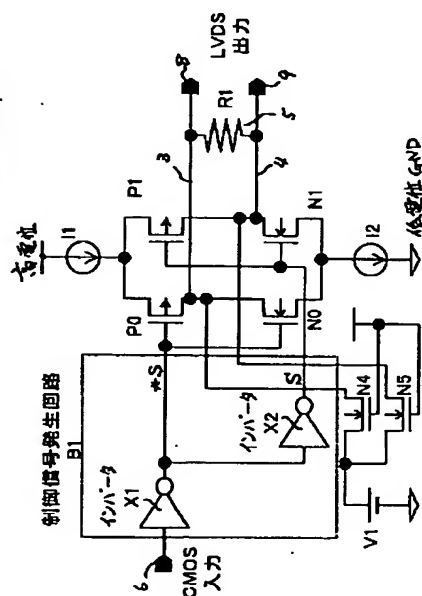 LVDS
出力
8
9
R1
5
3
4
高電位
I1
P1
P0
N1
N0
I2
低電位GND
制御信号発生回路
B1
*S
S
インバータ
X1
インバータ
X2
N4
N5
V1
6
CMOS
入力